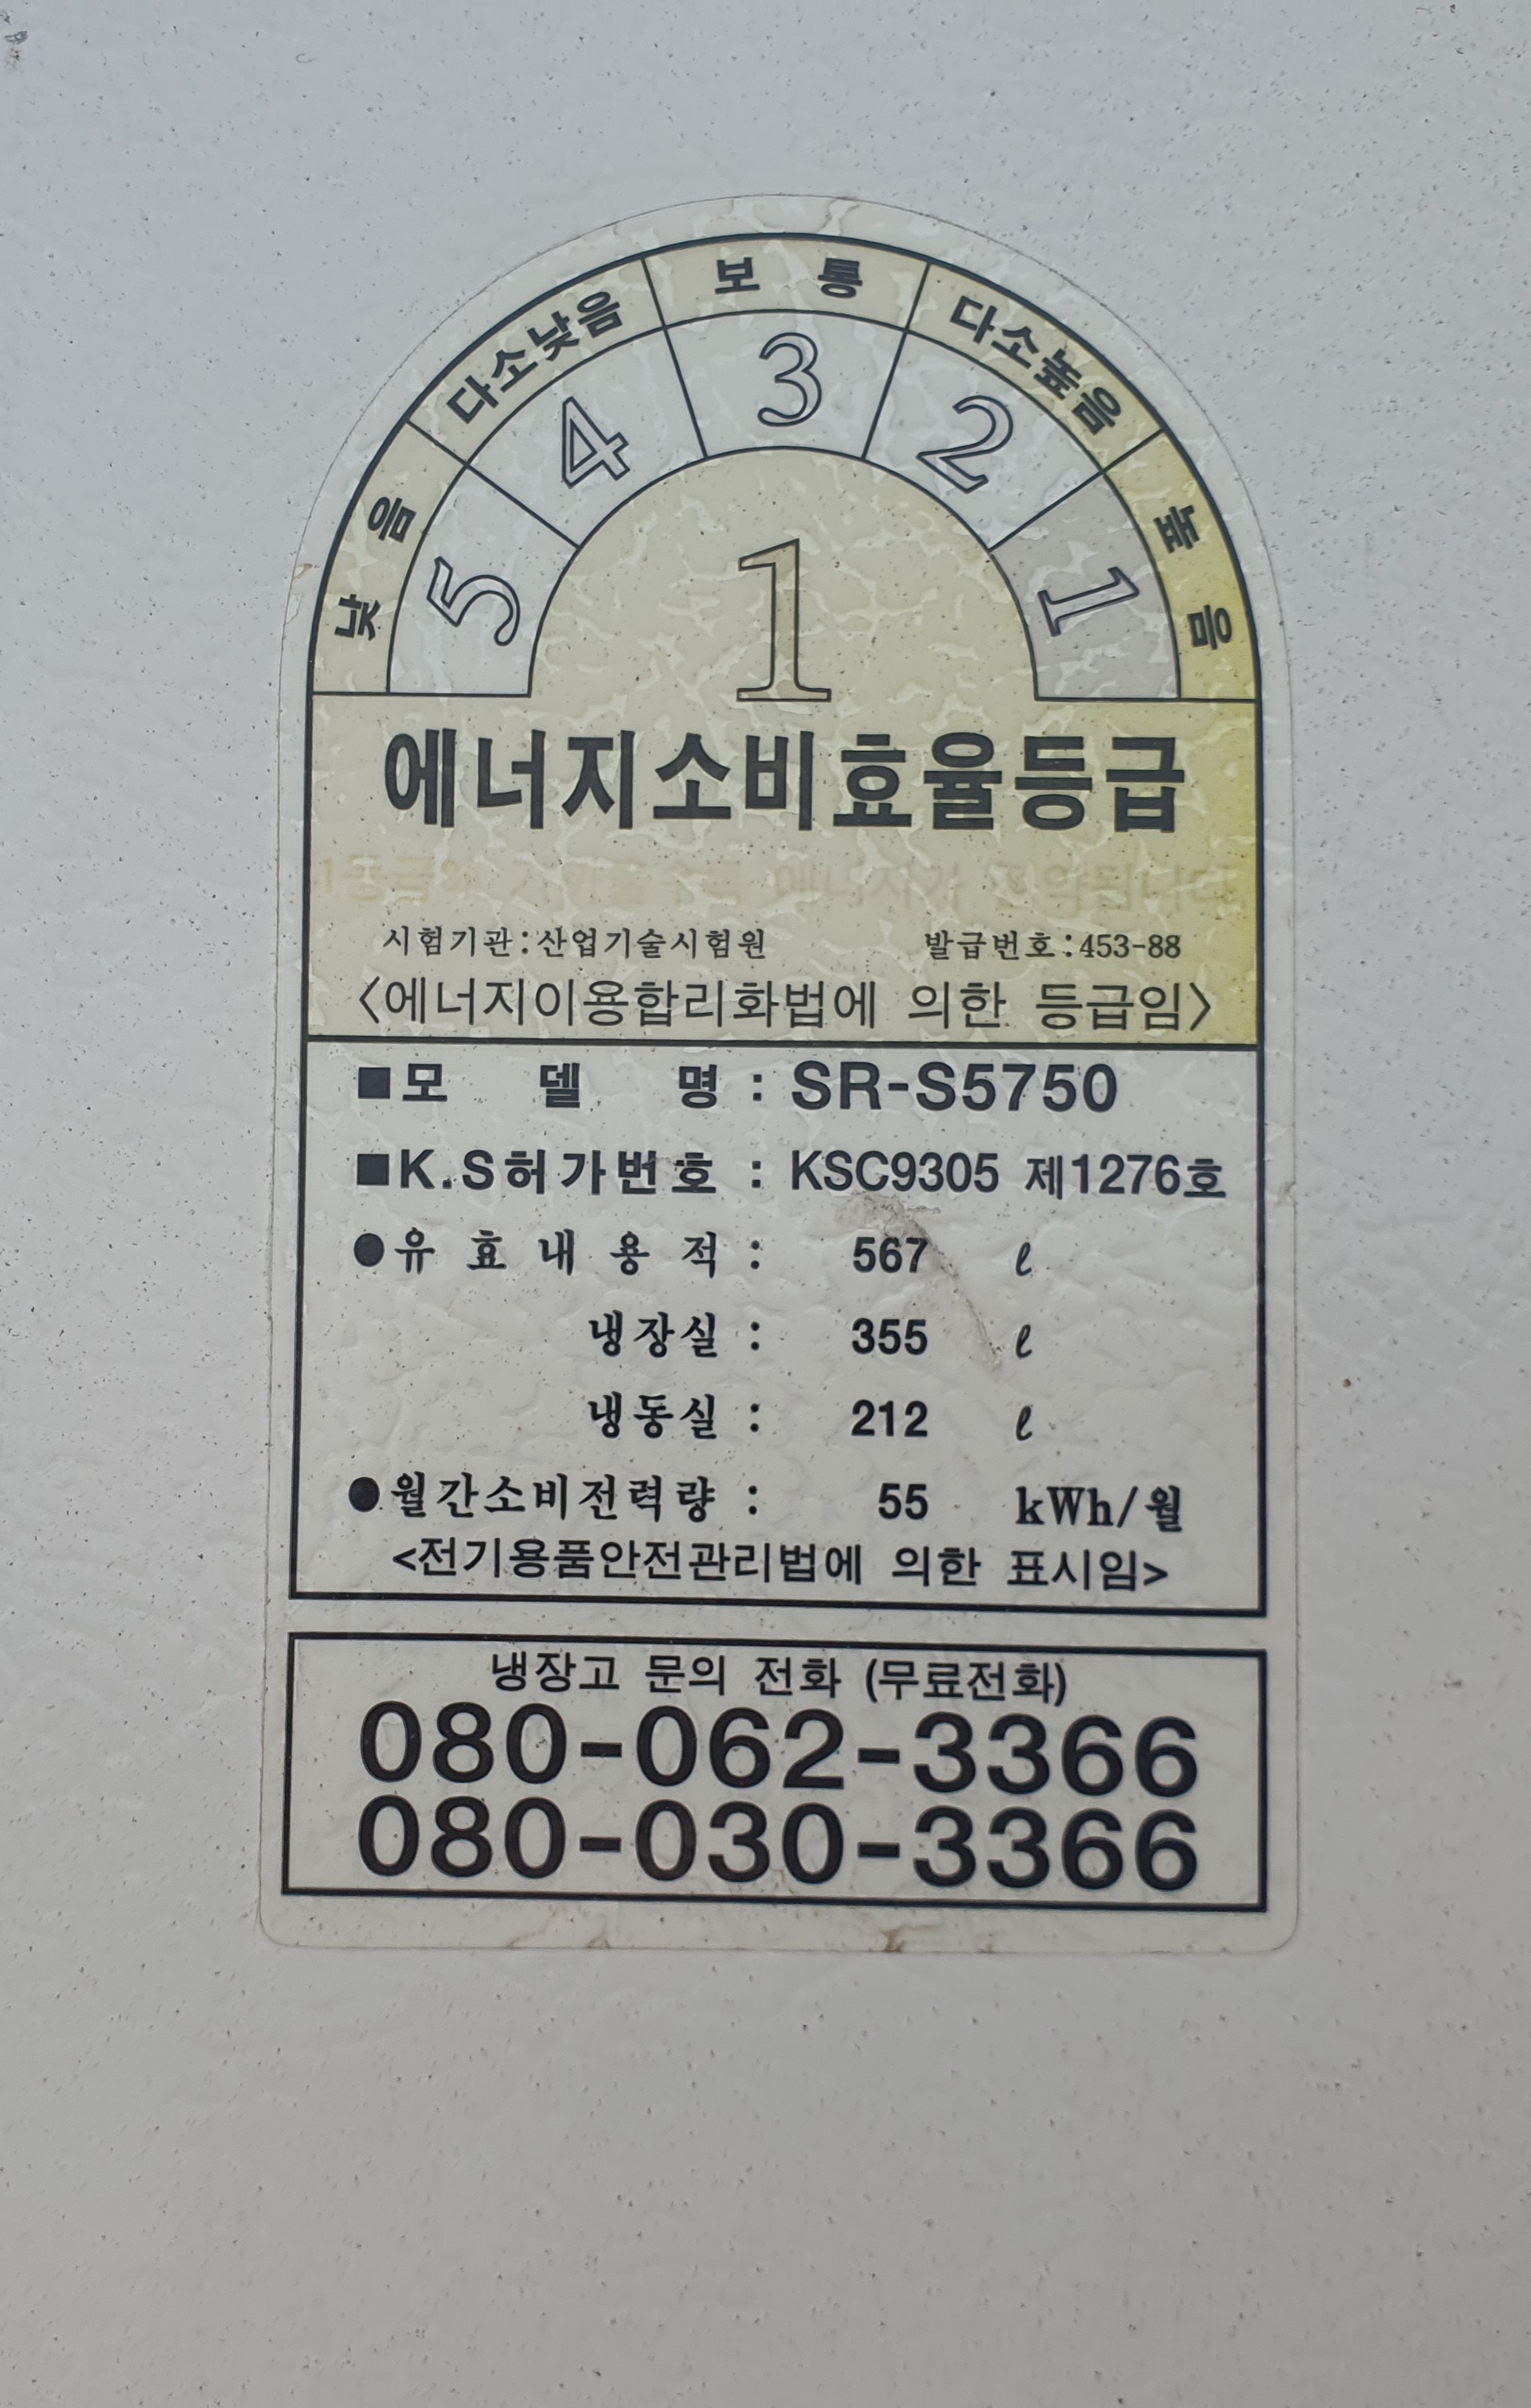 낮음 다소낮음 보통 다소높음 높음
5 4 3 2 1
1
에너지소비효율등급
시험기관:산업기술시험원 발급번호:453-88
<에너지이용합리화법에 의한 등급임>
■모 델 명 : SR-S5750
■K.S허가번호 : KSC9305 제1276호
●유 효 내 용 적 : 567 ℓ
냉장실 : 355 ℓ
냉동실 : 212 ℓ
●월간소비전력량 : 55 kWh/월
<전기용품안전관리법에 의한 표시임>
냉장고 문의 전화 (무료전화)
080-062-3366
080-030-3366